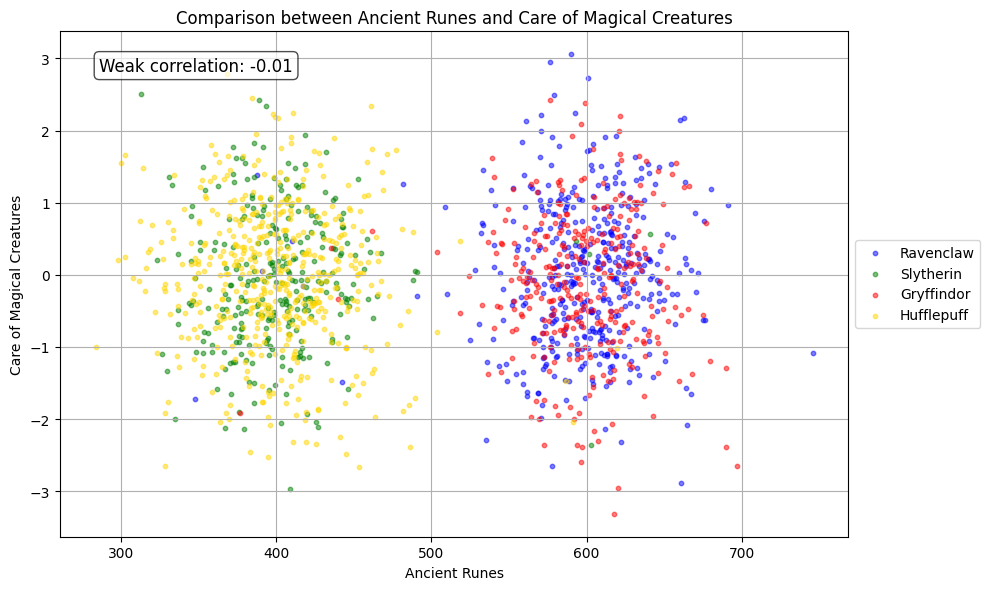 Comparison between Ancient Runes and Care of Magical Creatures
Weak correlation: -0.01
Care of Magical Creatures
3
2
1
0
−1
−2
−3
300
400
500
600
700
Ancient Runes
Ravenclaw
Slytherin
Gryffindor
Hufflepuff